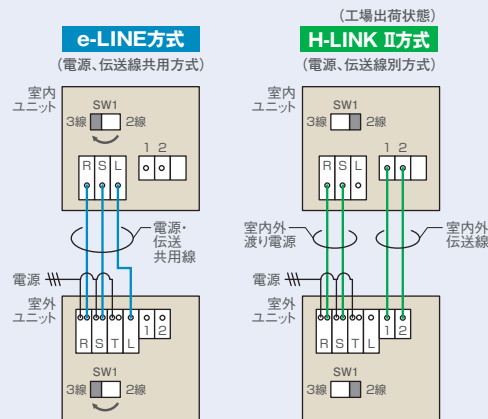 e-LINE方式
(電源、伝送線共用方式)
室内
ユニット
SW1
3線 2線
R S L
1 2
電源・
伝送
共用線
電源
室外
ユニット
R S T L
1 2
SW1
3線 2線
(工場出荷状態)
H-LINK Ⅱ方式
(電源、伝送線別方式)
室内
ユニット
SW1
3線 2線
R S L
1 2
室内外
渡り電源
室内外
伝送線
電源
室外
ユニット
R S T L
1 2
SW1
3線 2線